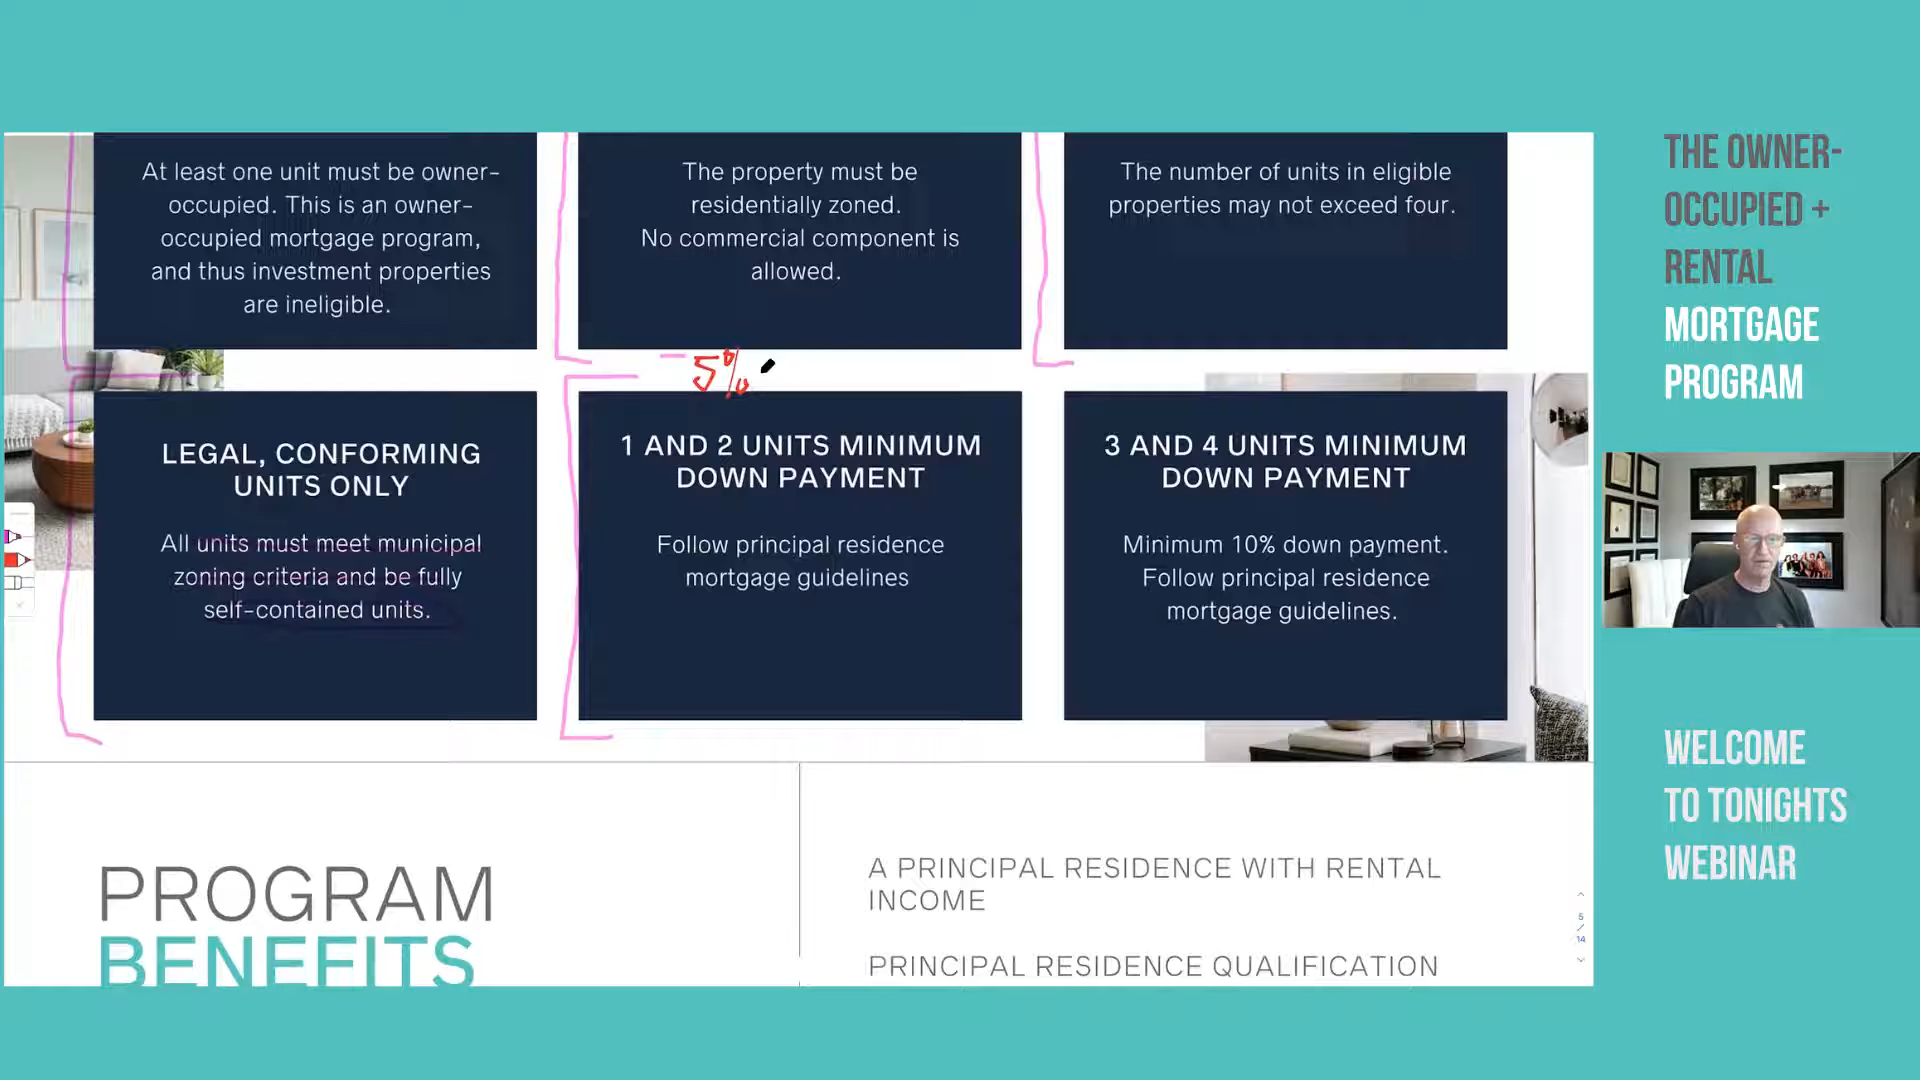 At least one unit must be owner-
occupied. This is an owner-
occupied mortgage program,
and thus investment properties
are ineligible.
The property must be
residentially zoned.
No commercial component is
allowed.
The number of units in eligible
properties may not exceed four.
5%
LEGAL, CONFORMING
UNITS ONLY
All units must meet municipal
zoning criteria and be fully
self-contained units.
1 AND 2 UNITS MINIMUM
DOWN PAYMENT
Follow principal residence
mortgage guidelines
3 AND 4 UNITS MINIMUM
DOWN PAYMENT
Minimum 10% down payment.
Follow principal residence
mortgage guidelines.
PROGRAM
BENEFITS
A PRINCIPAL RESIDENCE WITH RENTAL
INCOME
PRINCIPAL RESIDENCE QUALIFICATION
5
/
14
THE OWNER-
OCCUPIED +
RENTAL
MORTGAGE
PROGRAM
WELCOME
TO TONIGHTS
WEBINAR